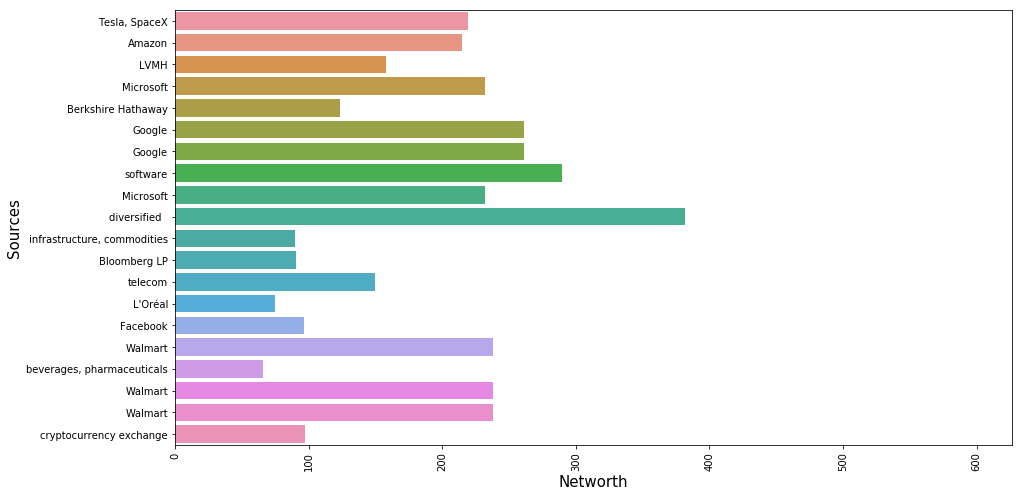 Tesla, SpaceX
Amazon
LVMH
Microsoft
Berkshire Hathaway
Google
Google
software
Microsoft
diversified
infrastructure, commodities
Bloomberg LP
telecom
L'Oréal
Facebook
Walmart
beverages, pharmaceuticals
Walmart
Walmart
cryptocurrency exchange
Sources
0
100
200
300
400
500
600
Networth